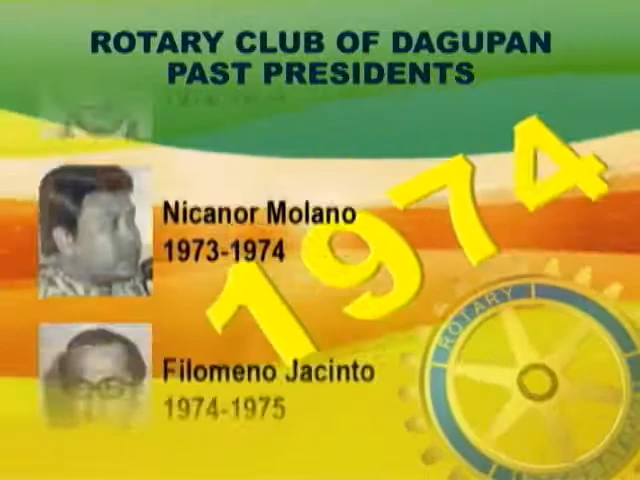 ROTARY CLUB OF DAGUPAN
PAST PRESIDENTS
Nicanor Molano
1973-1974
1974
Filomeno Jacinto
1974-1975
ROTARY